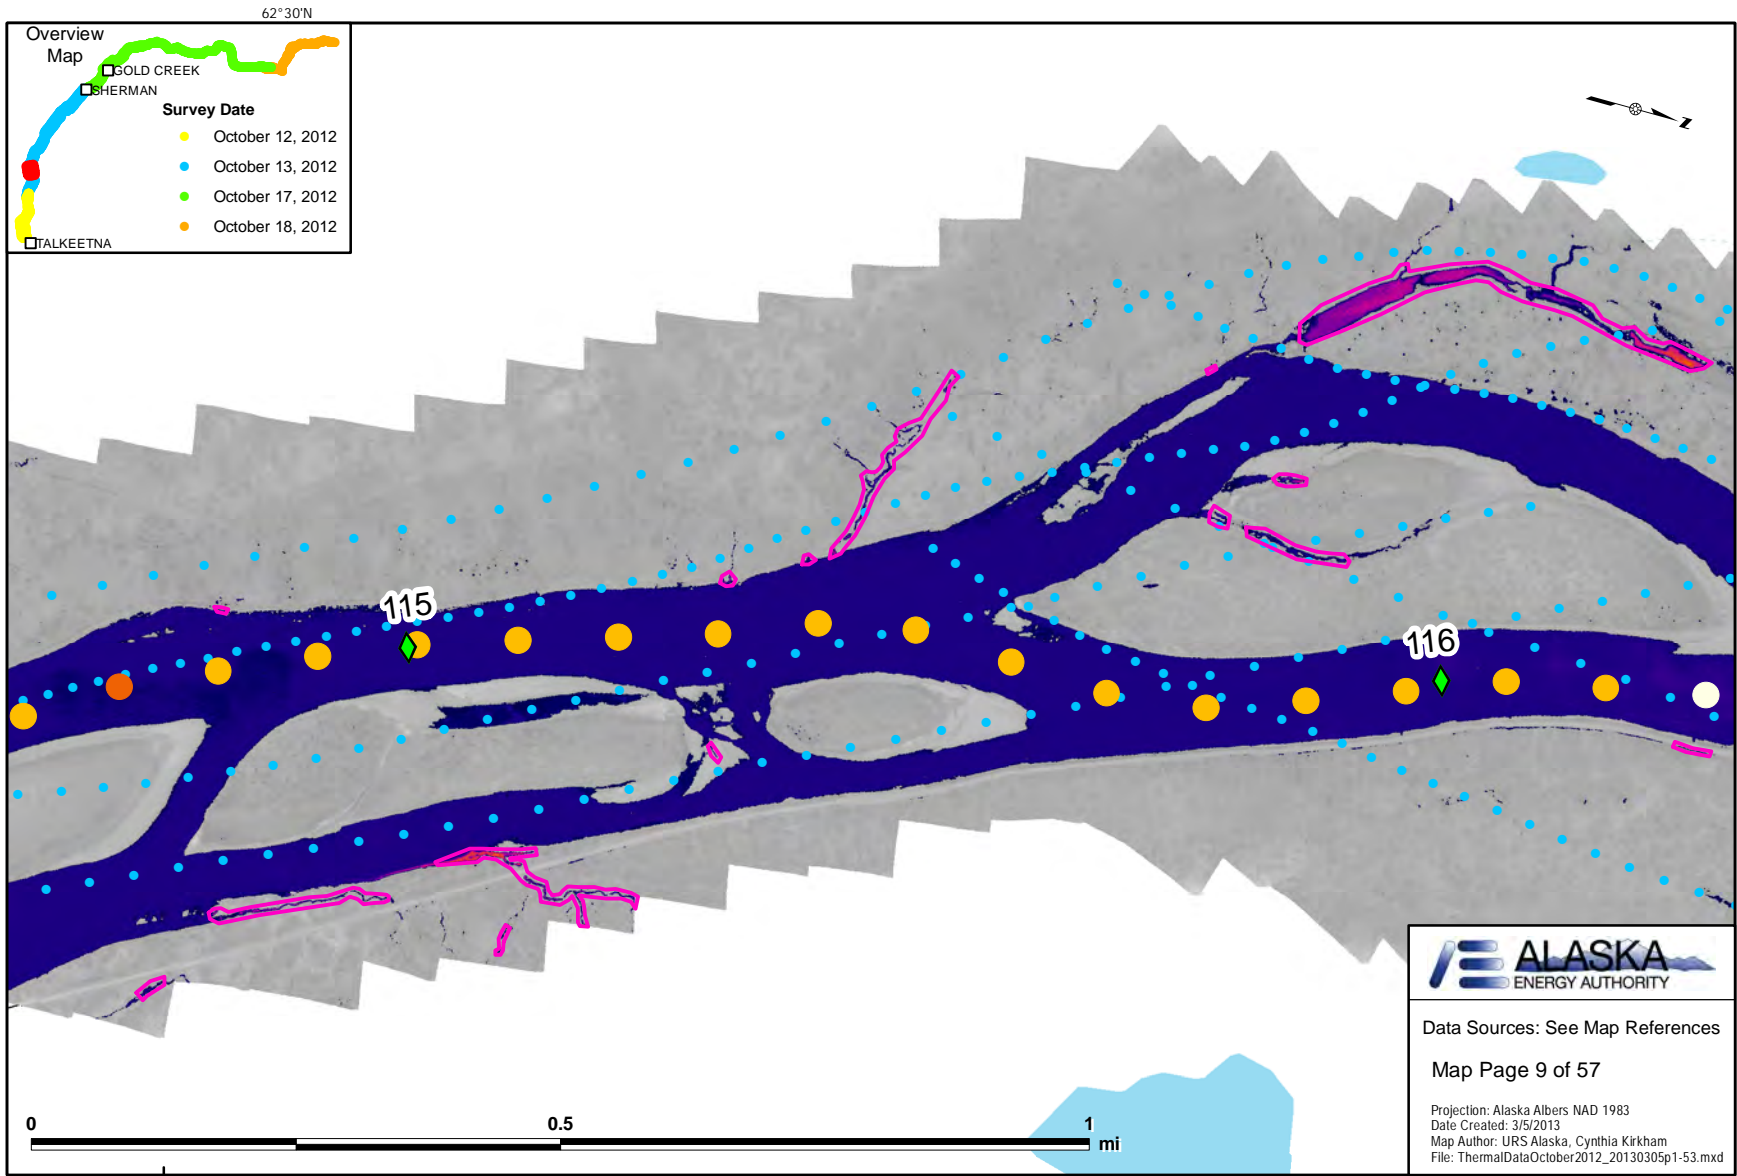 62°30'N
Overview
Map
GOLD CREEK
SHERMAN
Survey Date
October 12, 2012
October 13, 2012
October 17, 2012
October 18, 2012
TALKEETNA
N
115
116
0 0.5 1
mi
ALASKA
ENERGY AUTHORITY
Data Sources: See Map References
Map Page 9 of 57
Projection: Alaska Albers NAD 1983
Date Created: 3/5/2013
Map Author: URS Alaska, Cynthia Kirkham
File: ThermalDataOctober2012_20130305p1-53.mxd